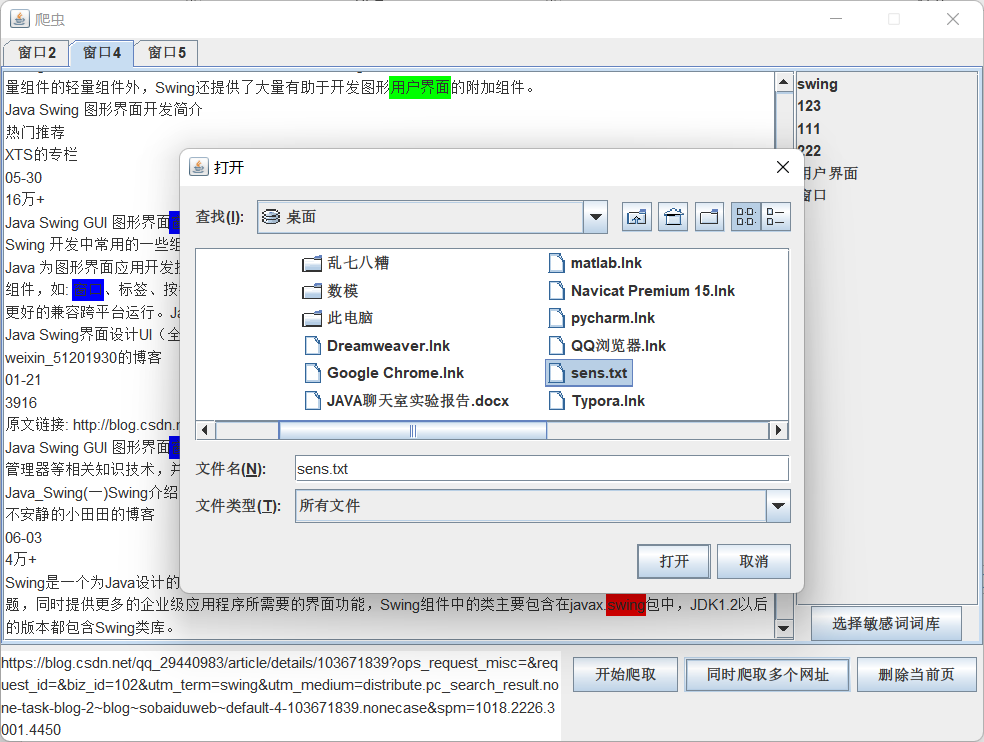 爬虫
窗口2 窗口4 窗口5
量组件的轻量组件外，Swing还提供了大量有助于开发图形用户界面的附加组件。
Java Swing 图形界面开发简介
热门推荐
XTS的专栏
05-30
16万+
Java Swing GUI 图形界面
Swing 开发中常用的一些组
Java 为图形界面应用开发提
组件，如: 窗口、标签、按
更好的兼容跨平台运行。Ja
Java Swing界面设计UI（全
weixin_51201930的博客
01-21
3916
原文链接: http://blog.csdn.n
Java Swing GUI 图形界面
管理器等相关知识技术，并
Java_Swing(一)Swing介绍
不安静的小田田的博客
06-03
4万+
Swing是一个为Java设计的
题，同时提供更多的企业级应用程序所需要的界面功能，Swing组件中的类主要包含在javax.swing包中，JDK1.2以后
的版本都包含Swing类库。
swing
123
111
222
用户界面
窗口
打开
查找(I): 桌面
乱七八糟
数模
此电脑
Dreamweaver.lnk
Google Chrome.lnk
JAVA聊天室实验报告.docx
matlab.lnk
Navicat Premium 15.lnk
pycharm.lnk
QQ浏览器.lnk
sens.txt
Typora.lnk
文件名(N): sens.txt
文件类型(T): 所有文件
打开 取消
选择敏感词词库
https://blog.csdn.net/qq_29440983/article/details/103671839?ops_request_misc=&req
uest_id=&biz_id=102&utm_term=swing&utm_medium=distribute.pc_search_result.no
ne-task-blog-2~blog~sobaiduweb~default-4-103671839.nonecase&spm=1018.2226.3
001.4450
开始爬取 同时爬取多个网址 删除当前页